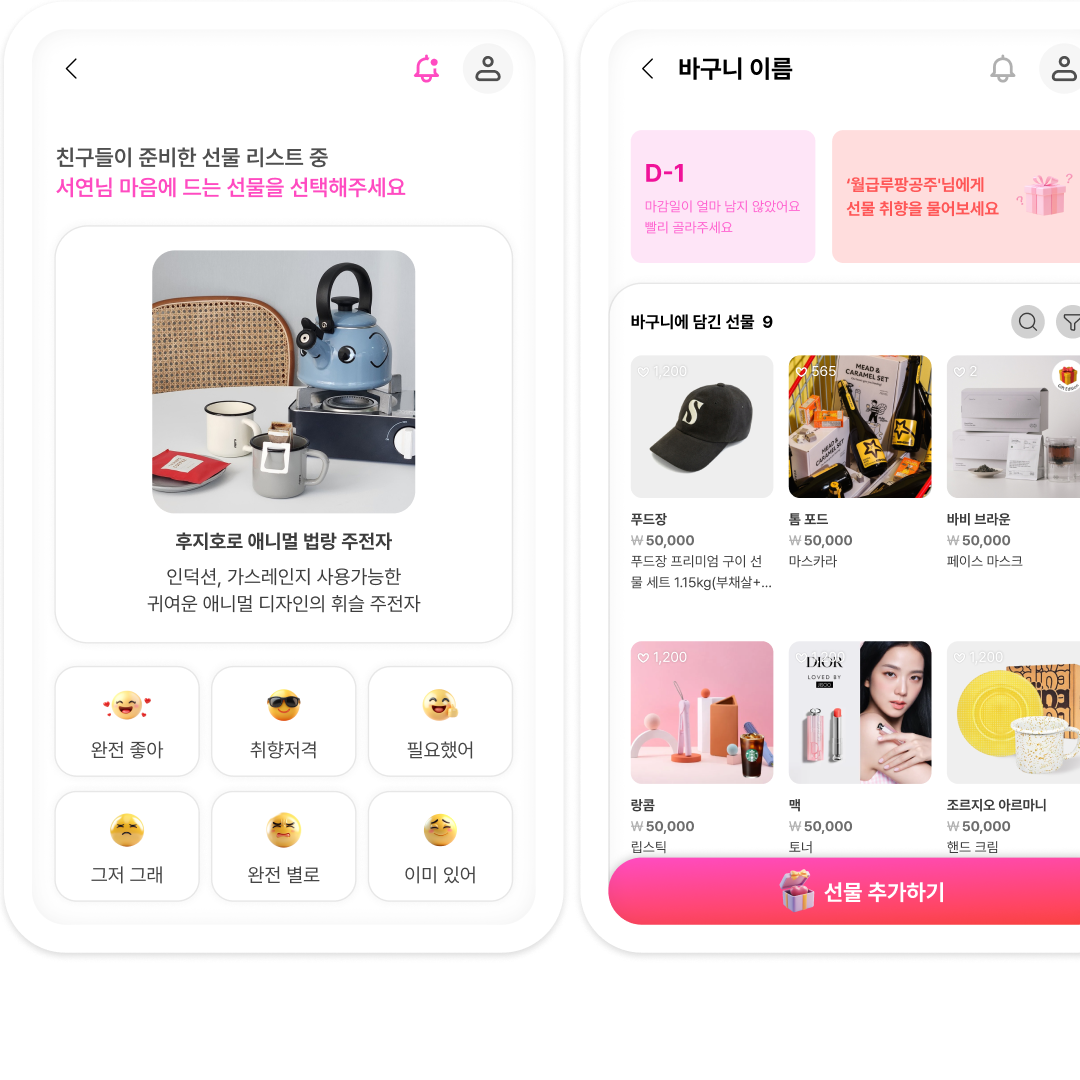 친구들이 준비한 선물 리스트 중
서연님 마음에 드는 선물을 선택해주세요
후지호로 애니멀 법랑 주전자
인덕션, 가스레인지 사용가능한
귀여운 애니멀 디자인의 휘슬 주전자
완전 좋아
취향저격
필요했어
그저 그래
완전 별로
이미 있어
바구니 이름
D-1
마감일이 얼마 남지 않았어요
빨리 골라주세요
‘월급루팡공주'님에게
선물 취향을 물어보세요
바구니에 담긴 선물 9
1,200
S
565
MEAD &
CARAMEL SET
MEAD &
CARAMEL SET
2
푸드장
₩ 50,000
푸드장 프리미엄 구이 선
물 세트 1.15kg(부채살+...
톰 포드
₩ 50,000
마스카라
바비 브라운
₩ 50,000
페이스 마스크
1,200
1,200
DIOR
LOVED BY
JISOO
1,200
랑콤
₩ 50,000
립스틱
맥
₩ 50,000
토너
조르지오 아르마니
₩ 50,000
핸드 크림
선물 추가하기